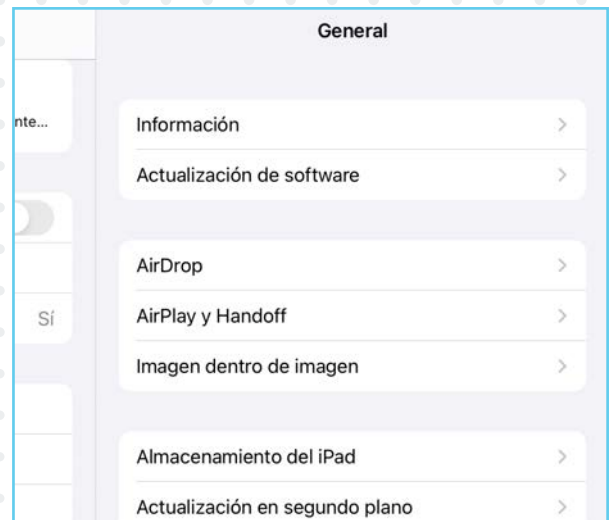 General
nte...
Información
Actualización de software
AirDrop
Sí
AirPlay y Handoff
Imagen dentro de imagen
Almacenamiento del iPad
Actualización en segundo plano